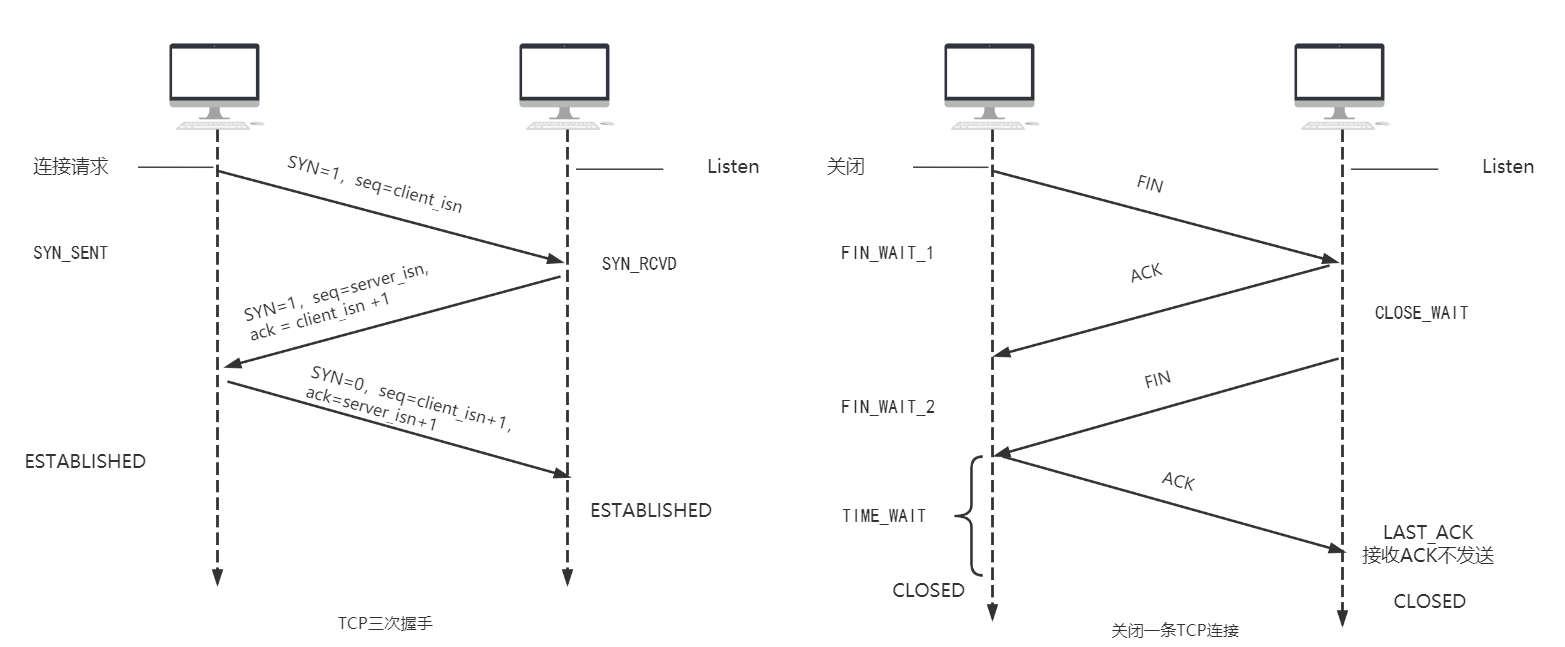 连接请求
SYN=1，seq=client_isn
Listen
SYN_SENT
SYN_RCVD
SYN=1，seq=server_isn,
ack = client_isn +1
SYN=0，seq=client_isn+1,
ack=server_isn+1
ESTABLISHED
ESTABLISHED
TCP三次握手
关闭
FIN
Listen
FIN_WAIT_1
ACK
CLOSE_WAIT
FIN
FIN_WAIT_2
ACK
TIME_WAIT
LAST_ACK
接收ACK不发送
CLOSED
CLOSED
关闭一条TCP连接